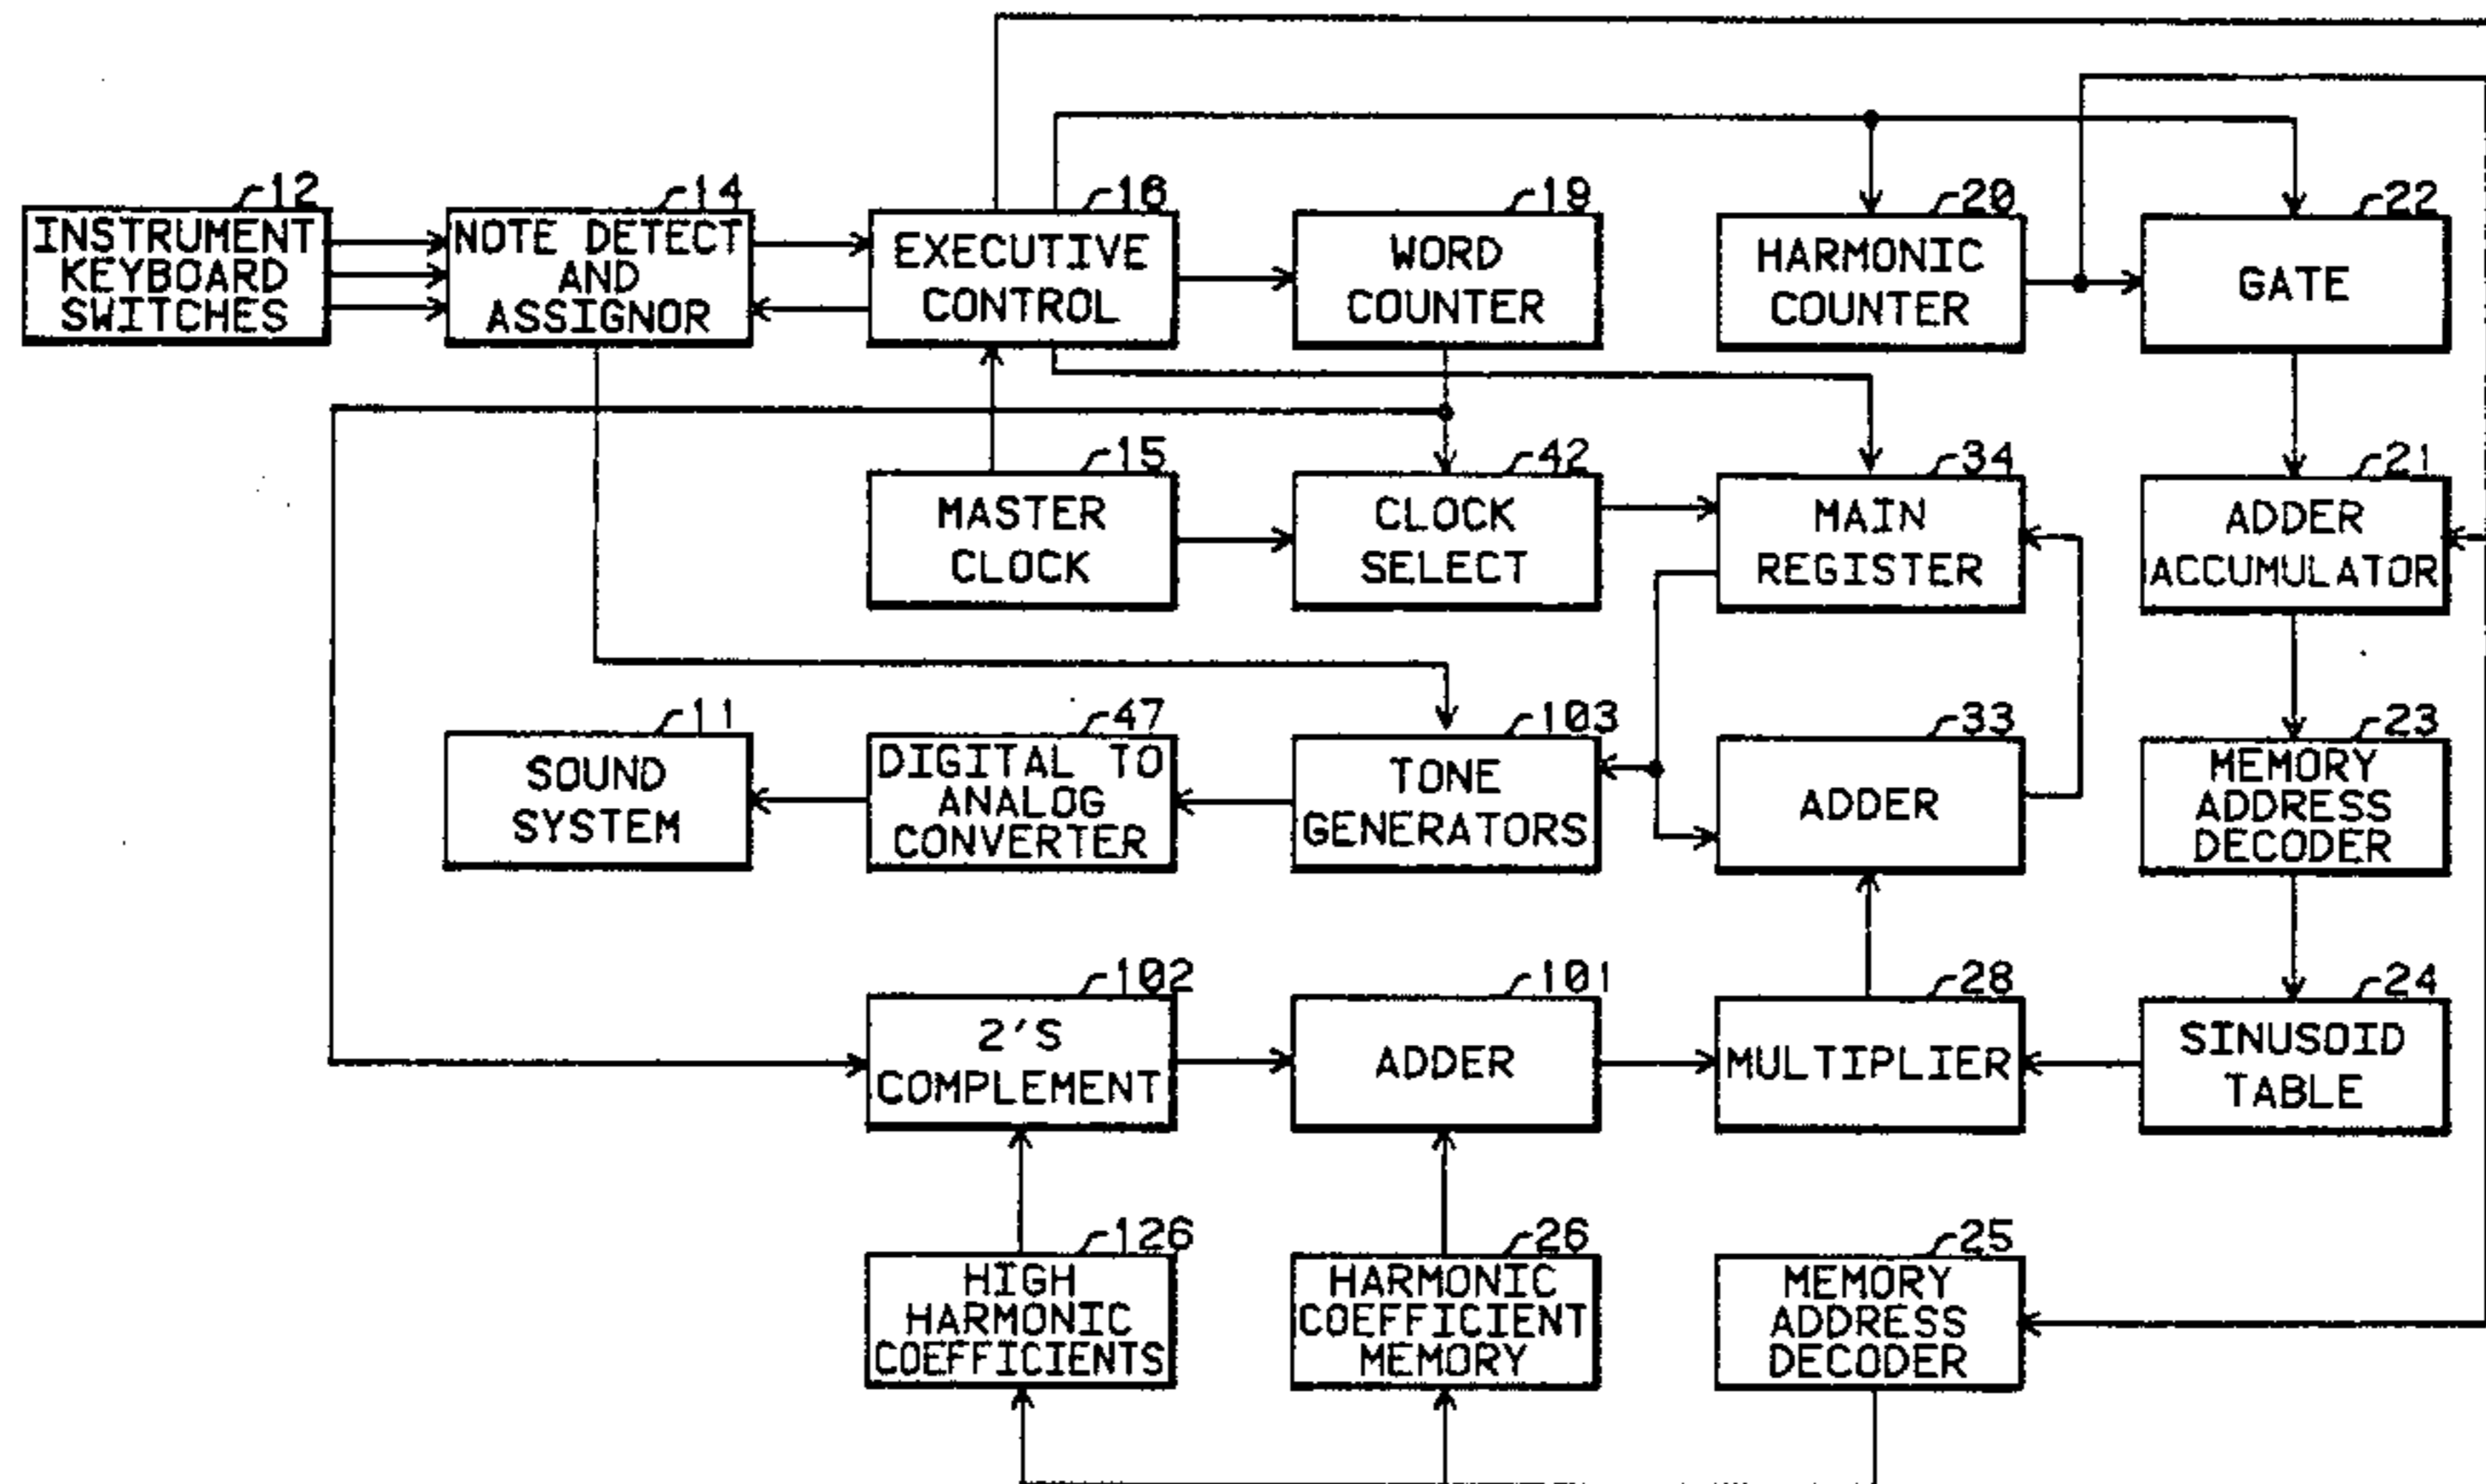 12
INSTRUMENT
KEYBOARD
SWITCHES
14
NOTE DETECT
AND
ASSIGNOR
16
EXECUTIVE
CONTROL
19
WORD
COUNTER
20
HARMONIC
COUNTER
22
GATE
15
MASTER
CLOCK
42
CLOCK
SELECT
34
MAIN
REGISTER
21
ADDER
ACCUMULATOR
11
SOUND
SYSTEM
47
DIGITAL TO
ANALOG
CONVERTER
103
TONE
GENERATORS
33
ADDER
23
MEMORY
ADDRESS
DECODER
102
2'S
COMPLEMENT
101
ADDER
28
MULTIPLIER
24
SINUSOID
TABLE
126
HIGH
HARMONIC
COEFFICIENTS
26
HARMONIC
COEFFICIENT
MEMORY
25
MEMORY
ADDRESS
DECODER